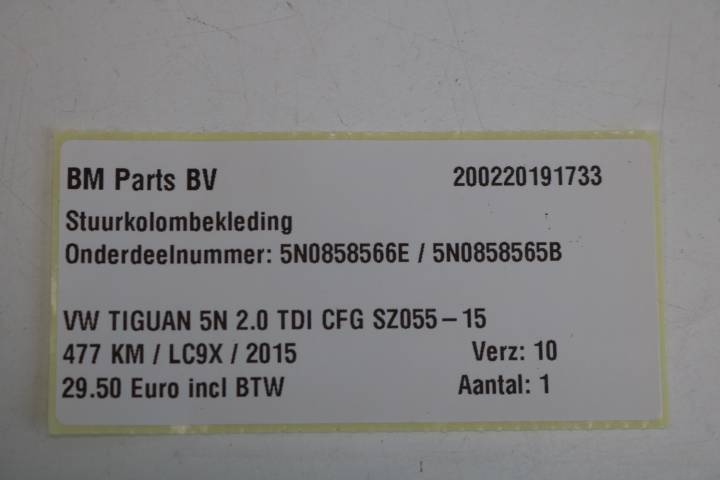 BM Parts BV 200220191733
Stuurkolombekleding
Onderdeelnummer: 5N0858566E / 5N0858565B
VW TIGUAN 5N 2.0 TDI CFG SZ055-15
477 KM / LC9X / 2015 Verz: 10
29.50 Euro incl BTW Aantal: 1